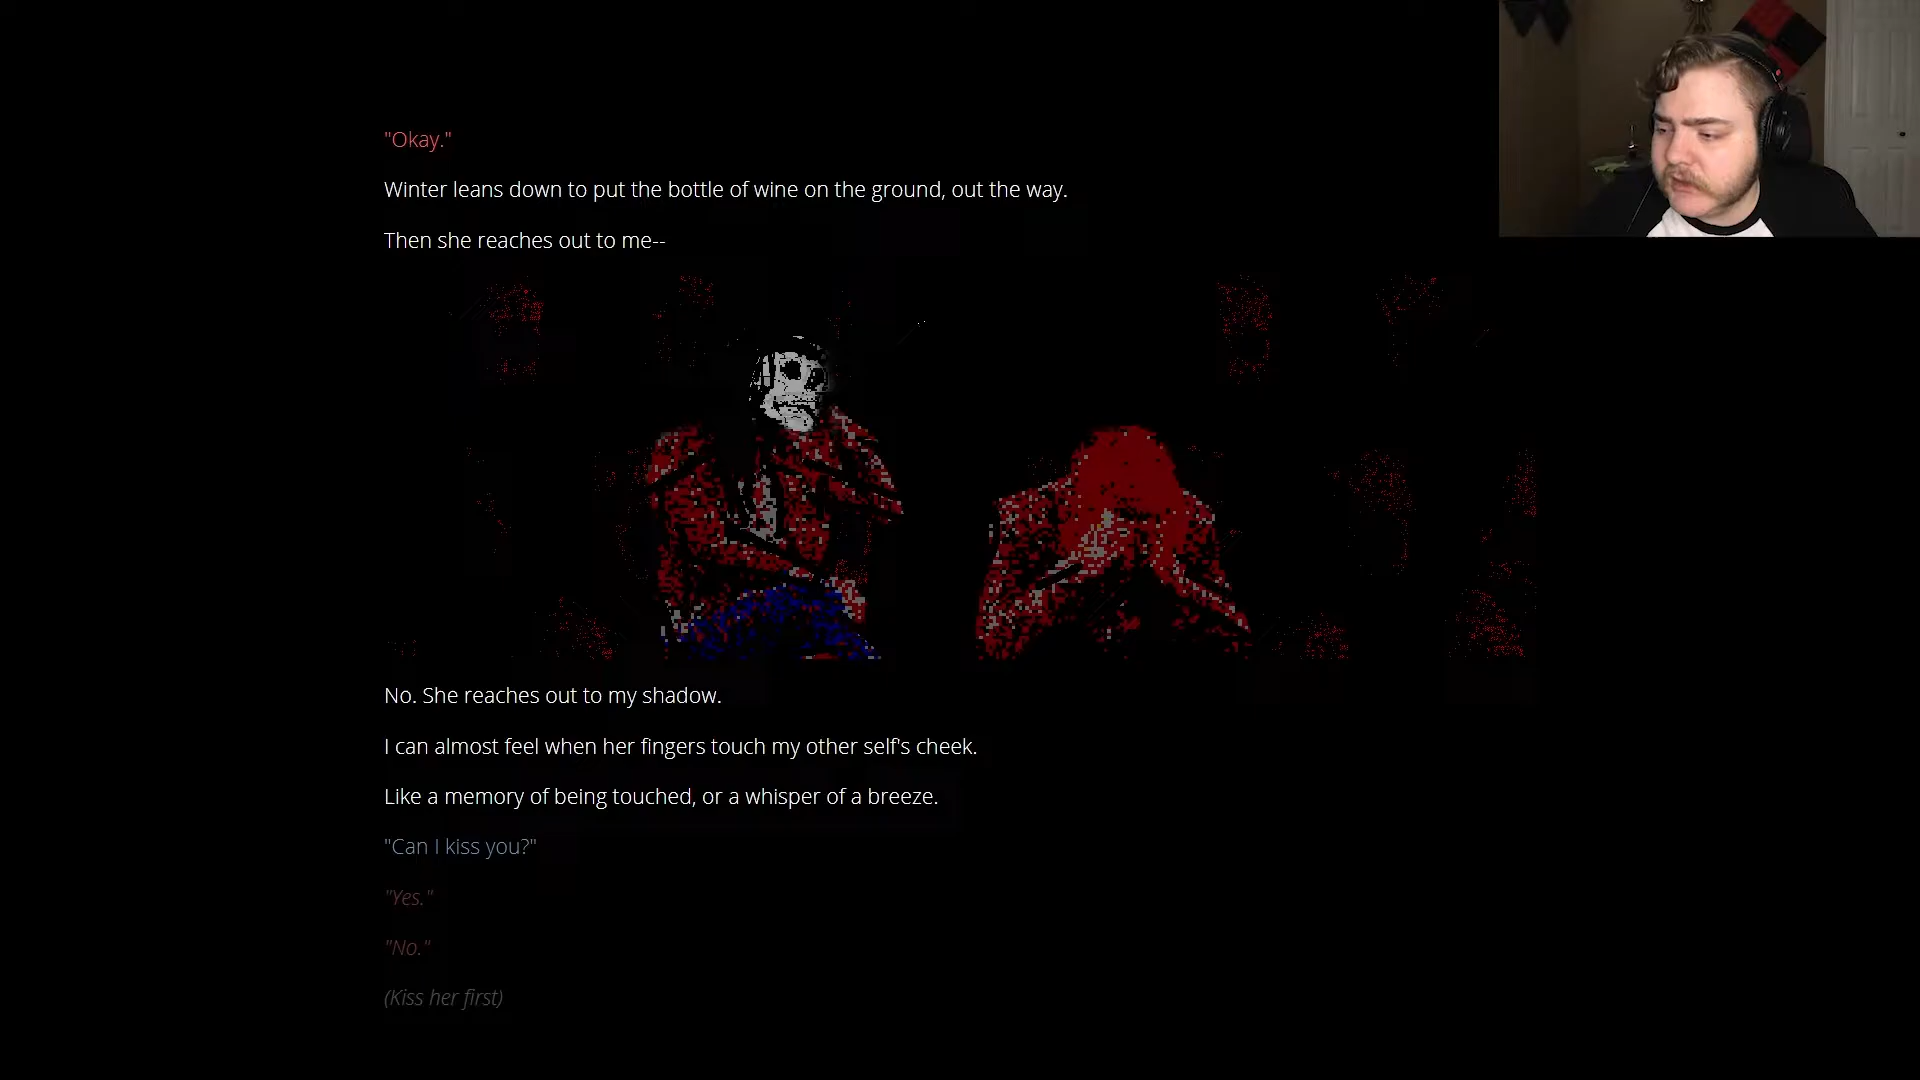 "Okay."
Winter leans down to put the bottle of wine on the ground, out the way.
Then she reaches out to me--
No. She reaches out to my shadow.
I can almost feel when her fingers touch my other self's cheek.
Like a memory of being touched, or a whisper of a breeze.
"Can I kiss you?"
"Yes."
"No."
(Kiss her first)